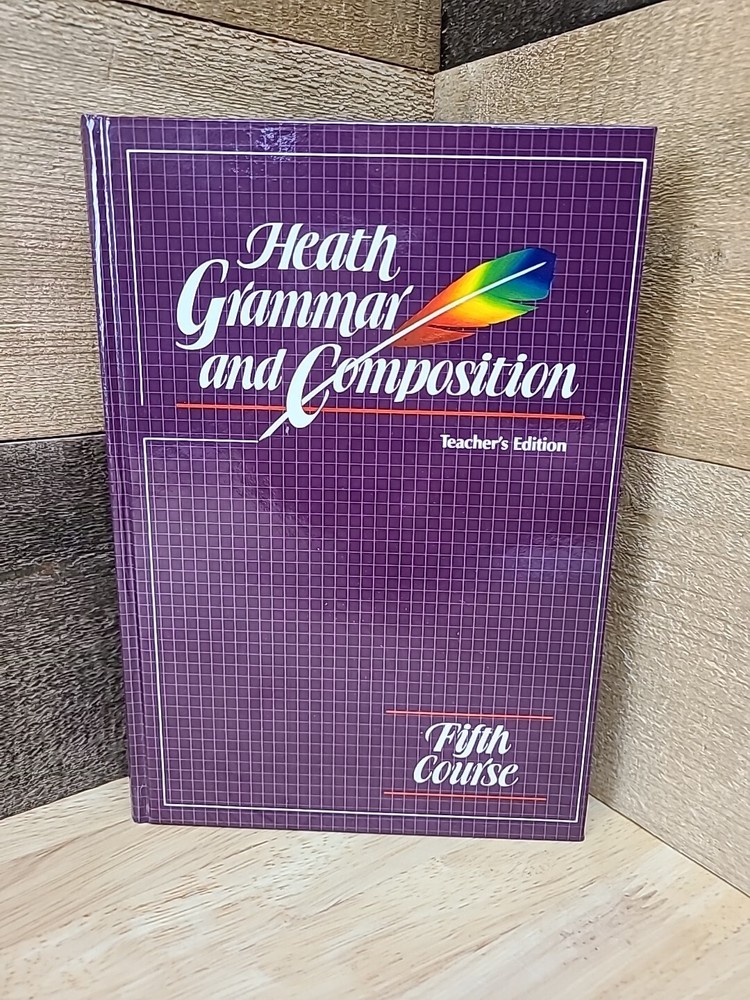 Heath
Grammar
and Composition
Teacher's Edition
Fifth
Course